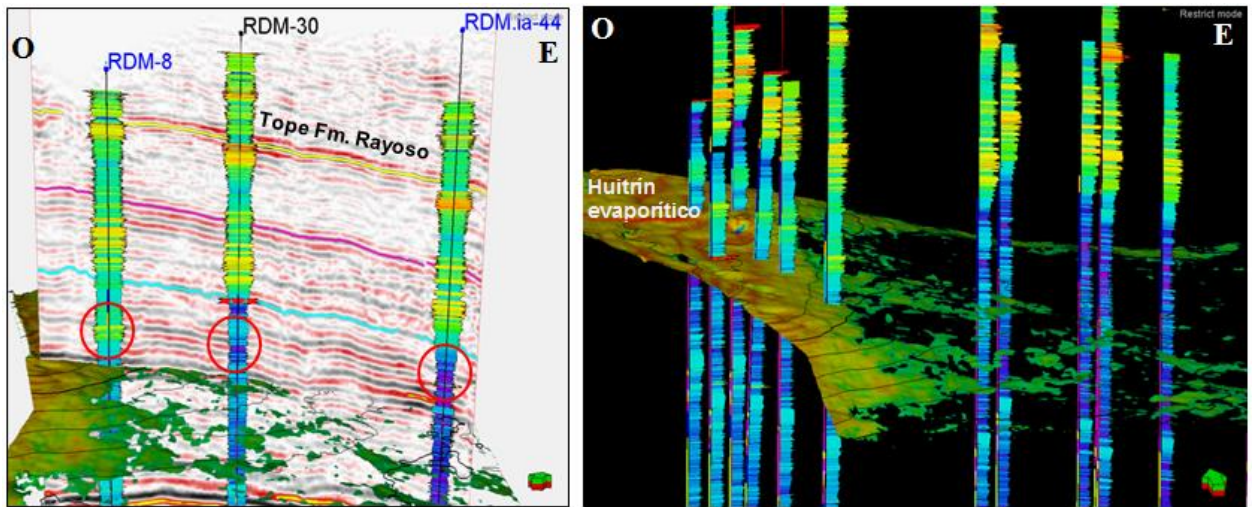 O
RDM-8
RDM-30
RDM.ia-44
E
Tope Fm. Rayoso
O
Restrict mode
E
Huitrín
evaporítico